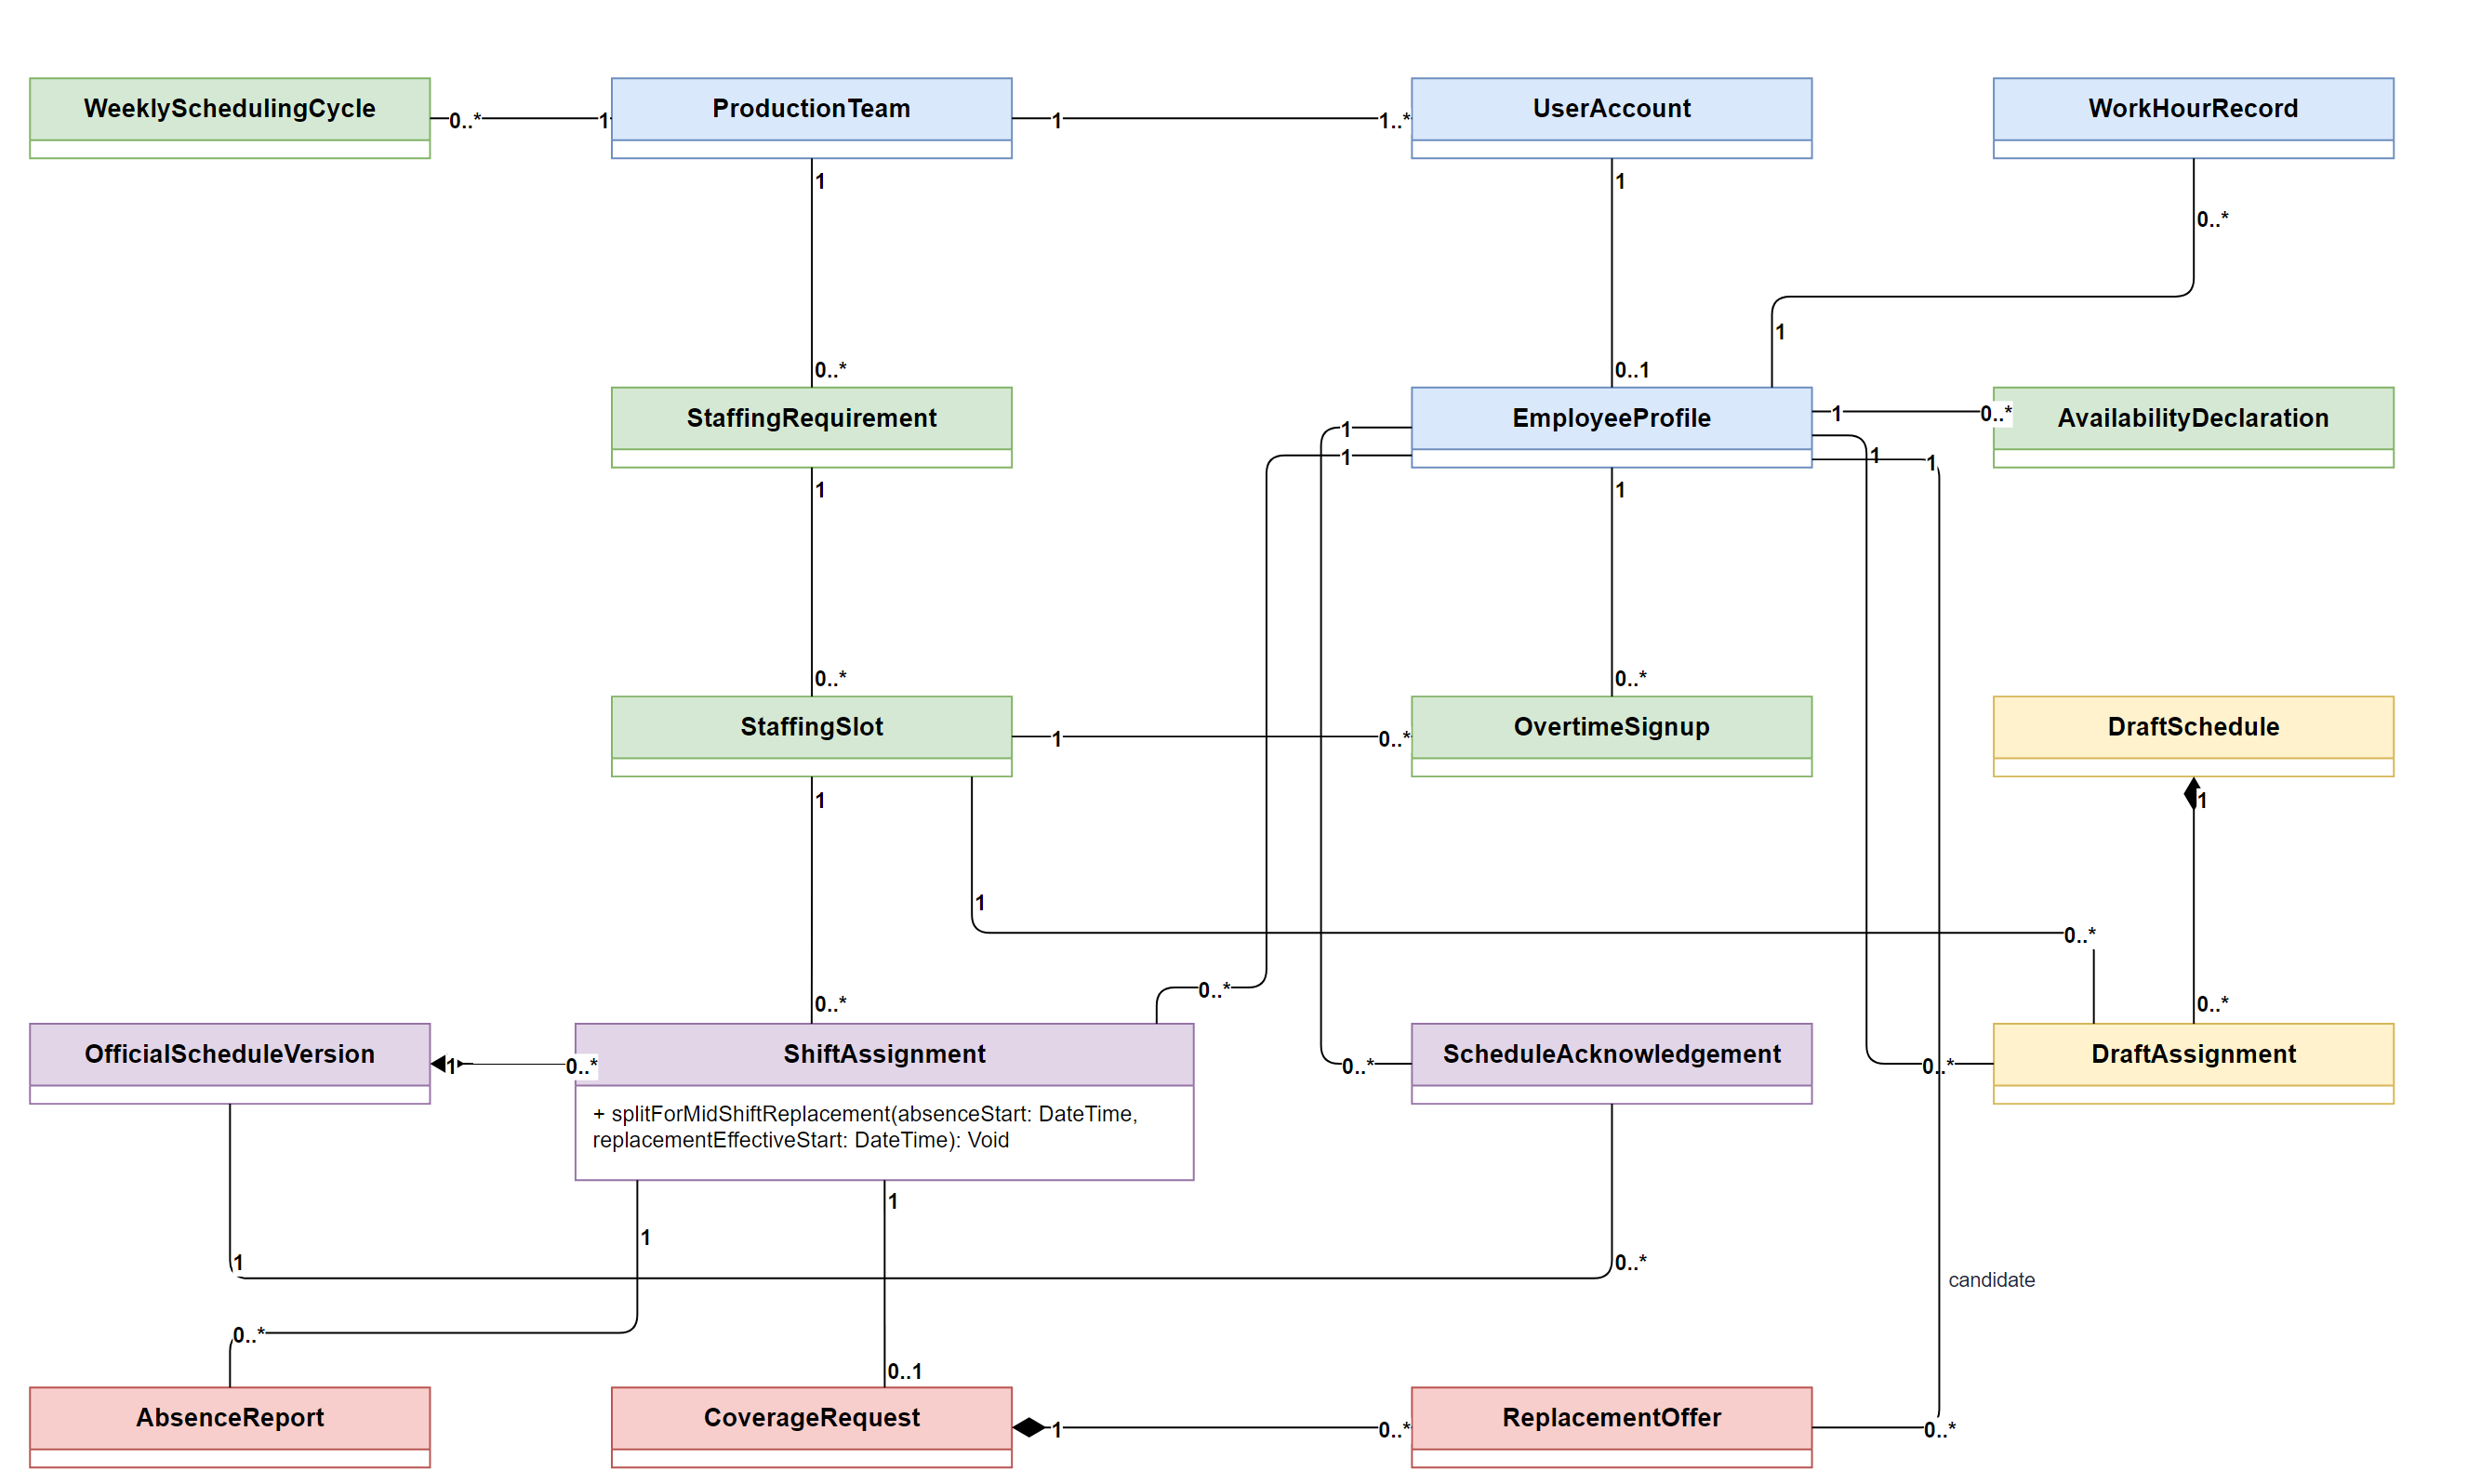 WeeklySchedulingCycle
0..*
1
ProductionTeam
1
1..*
UserAccount
WorkHourRecord
1
1
0..*
1
0..*
0..1
StaffingRequirement
EmployeeProfile
1
0..*
AvailabilityDeclaration
1
1
1
1
1
1
0..*
0..*
StaffingSlot
1
0..*
OvertimeSignup
DraftSchedule
1
1
1
0..*
0..*
0..*
0..*
OfficialScheduleVersion
1
0..*
ShiftAssignment
0..*
ScheduleAcknowledgement
0..*
DraftAssignment
+ splitForMidShiftReplacement(absenceStart: DateTime,
replacementEffectiveStart: DateTime): Void
1
1
1
0..*
candidate
0..*
0..1
AbsenceReport
CoverageRequest
1
0..*
ReplacementOffer
0..*